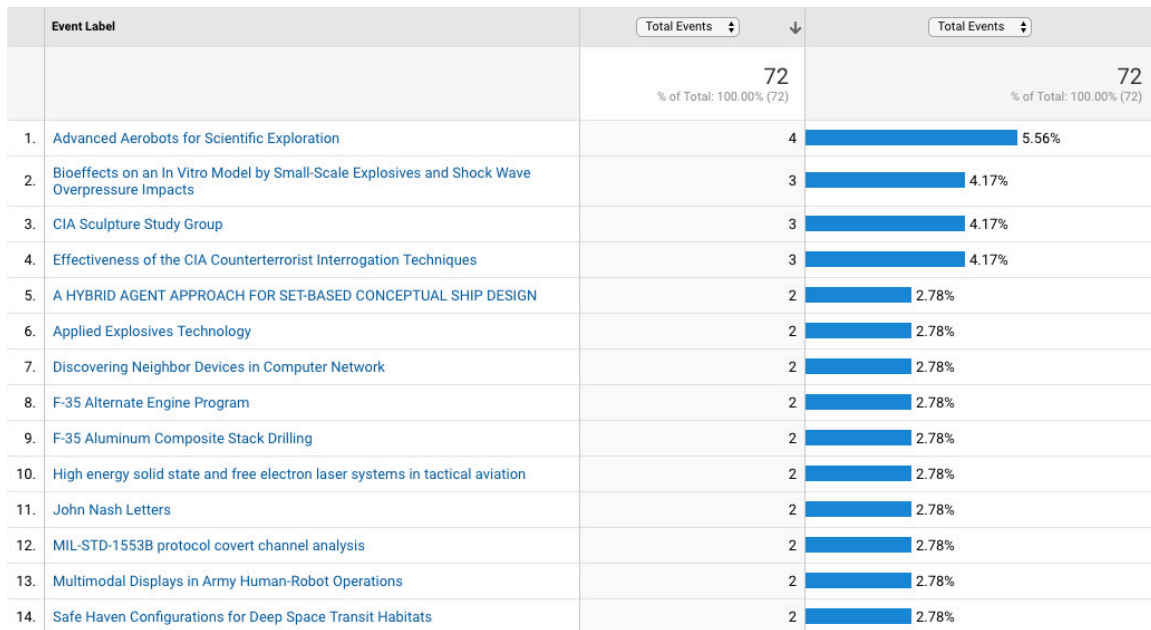 Event Label Total Events Total Events
72 72
% of Total: 100.00% (72) % of Total: 100.00% (72)
1. Advanced Aerobots for Scientific Exploration 4 5.56%
2. Bioeffects on an In Vitro Model by Small-Scale Explosives and Shock Wave
Overpressure Impacts 3 4.17%
3. CIA Sculpture Study Group 3 4.17%
4. Effectiveness of the CIA Counterterrorist Interrogation Techniques 3 4.17%
5. A HYBRID AGENT APPROACH FOR SET-BASED CONCEPTUAL SHIP DESIGN 2 2.78%
6. Applied Explosives Technology 2 2.78%
7. Discovering Neighbor Devices in Computer Network 2 2.78%
8. F-35 Alternate Engine Program 2 2.78%
9. F-35 Aluminum Composite Stack Drilling 2 2.78%
10. High energy solid state and free electron laser systems in tactical aviation 2 2.78%
11. John Nash Letters 2 2.78%
12. MIL-STD-1553B protocol covert channel analysis 2 2.78%
13. Multimodal Displays in Army Human-Robot Operations 2 2.78%
14. Safe Haven Configurations for Deep Space Transit Habitats 2 2.78%